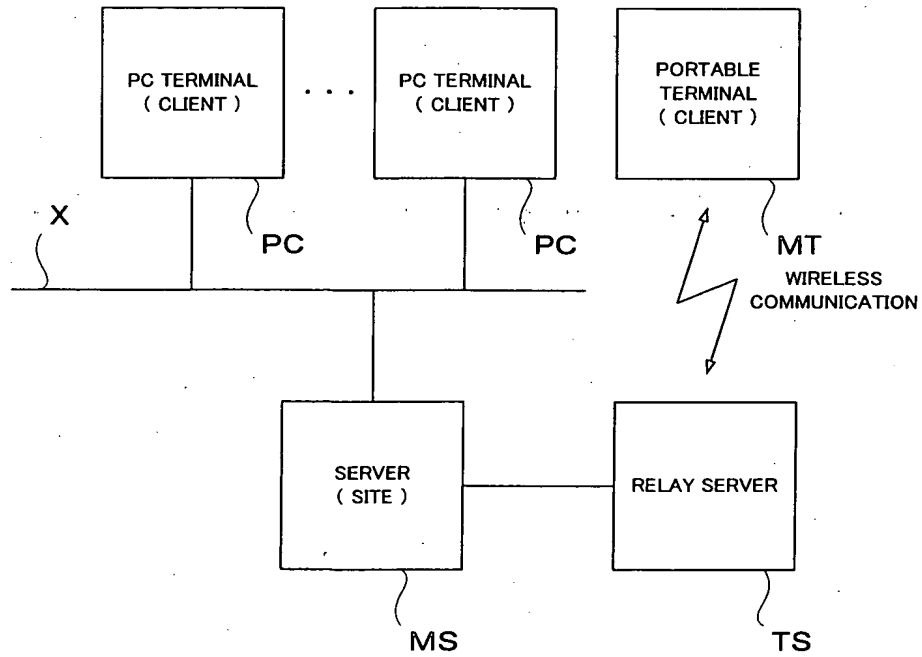 PC TERMINAL
( CLIENT )
. . .
PC TERMINAL
( CLIENT )
PORTABLE
TERMINAL
( CLIENT )
X
PC
PC
MT
WIRELESS
COMMUNICATION
SERVER
( SITE )
RELAY SERVER
MS
TS